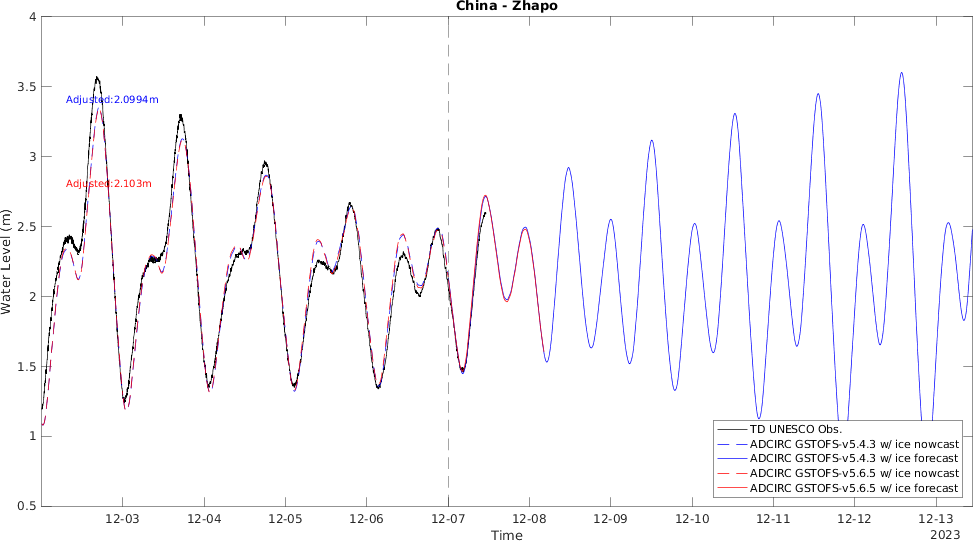 China - Zhapo
4
3.5
3
2.5
2
1.5
1
0.5
Water Level (m)
Adjusted:2.0994m
Adjusted:2.103m
TD UNESCO Obs.
ADCIRC GSTOFS-v5.4.3 w/ ice nowcast
ADCIRC GSTOFS-v5.4.3 w/ ice forecast
ADCIRC GSTOFS-v5.6.5 w/ ice nowcast
ADCIRC GSTOFS-v5.6.5 w/ ice forecast
12-03 12-04 12-05 12-06 12-07 12-08 12-09 12-10 12-11 12-12 12-13
Time
2023